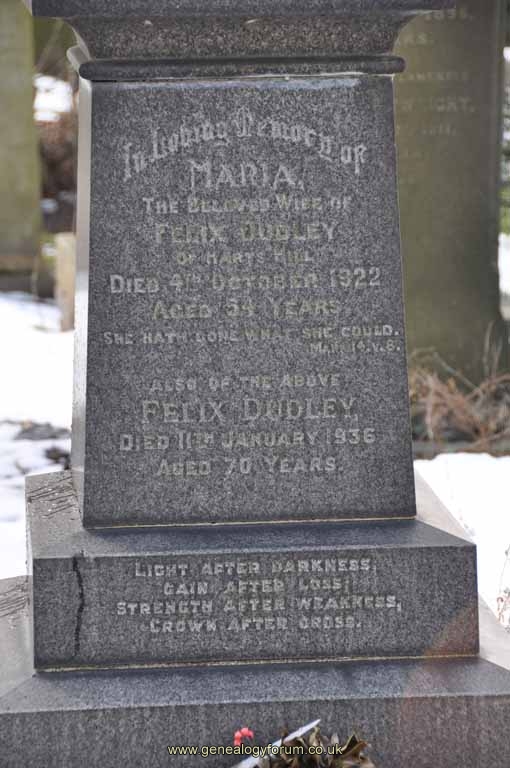 In Loving Memory of
MARIA,
THE BELOVED WIFE OF
FELIX DUDLEY
OF HARTS HILL
DIED 4TH OCTOBER 1922
AGED 54 YEARS
SHE HATH DONE WHAT SHE COULD.
MARK 14. V. 8.
ALSO OF THE ABOVE
FELIX DUDLEY,
DIED 11TH JANUARY 1936
AGED 70 YEARS.
LIGHT AFTER DARKNESS,
GAIN AFTER LOSS,
STRENGTH AFTER WEAKNESS,
CROWN AFTER CROSS.
www.genealogyforum.co.uk